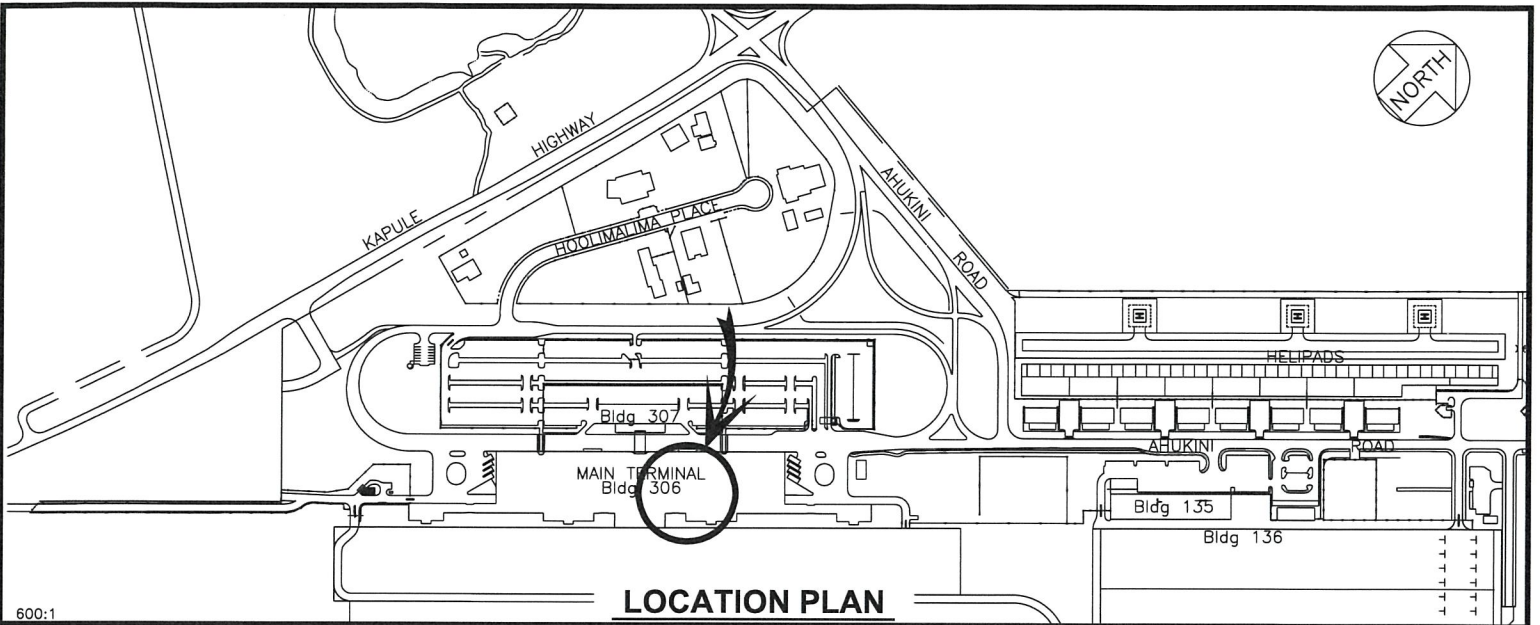 NORTH
HIGHWAY
KAPULE
HOOLIMALIMA PLACE
AHUKINI
ROAD
HELIPADS
H
H
H
Bldg 307
AHUKINI ROAD
MAIN TERMINAL
Bldg 306
Bldg 135
Bldg 136
LOCATION PLAN
600:1